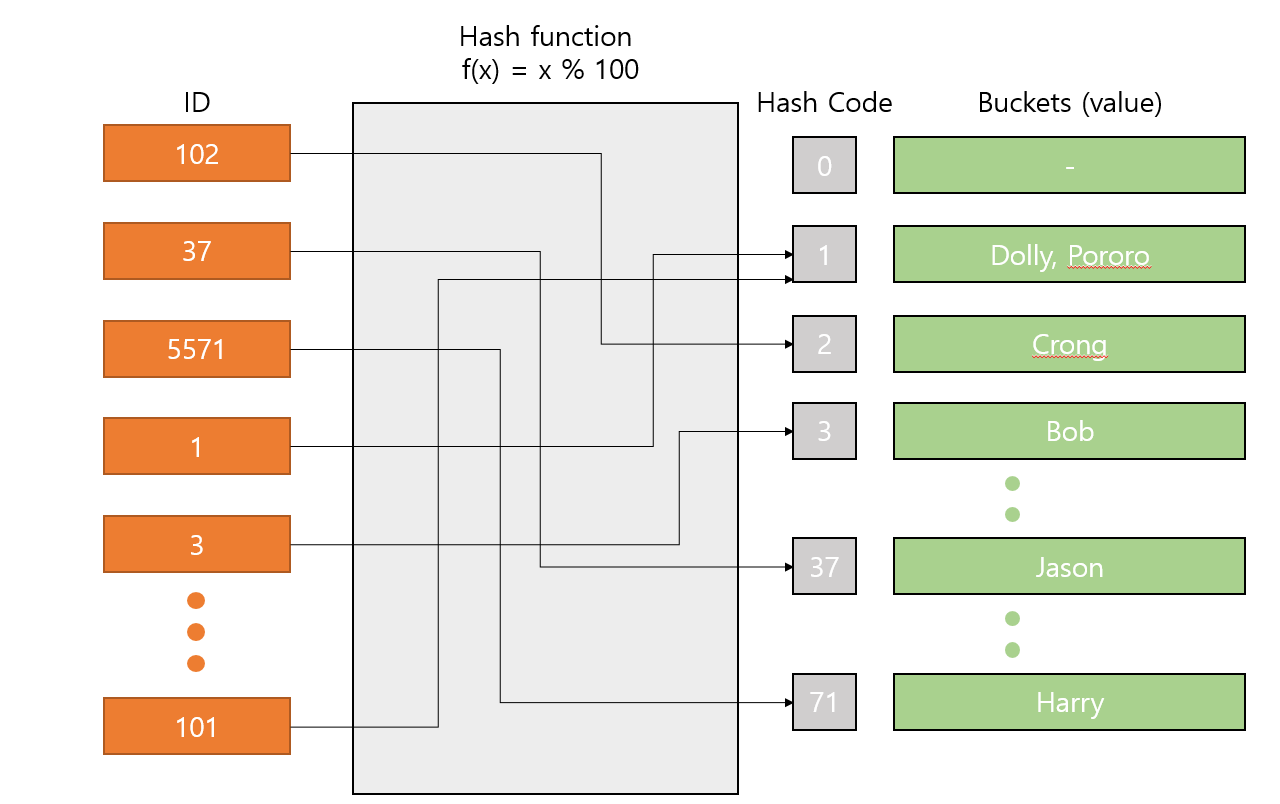 Hash function
f(x) = x % 100
ID
Hash Code
Buckets (value)
102
0
-
37
1
Dolly, Pororo
5571
2
Crong
1
3
Bob
3
37
Jason
101
71
Harry